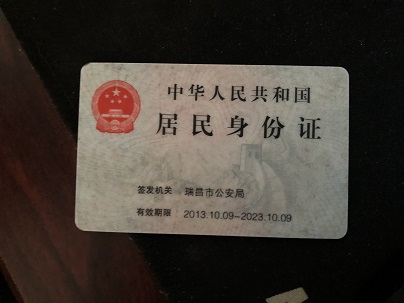 中华人民共和国
居民身份证
签发机关 瑞昌市公安局
有效期限 2013.10.09-2023.10.09